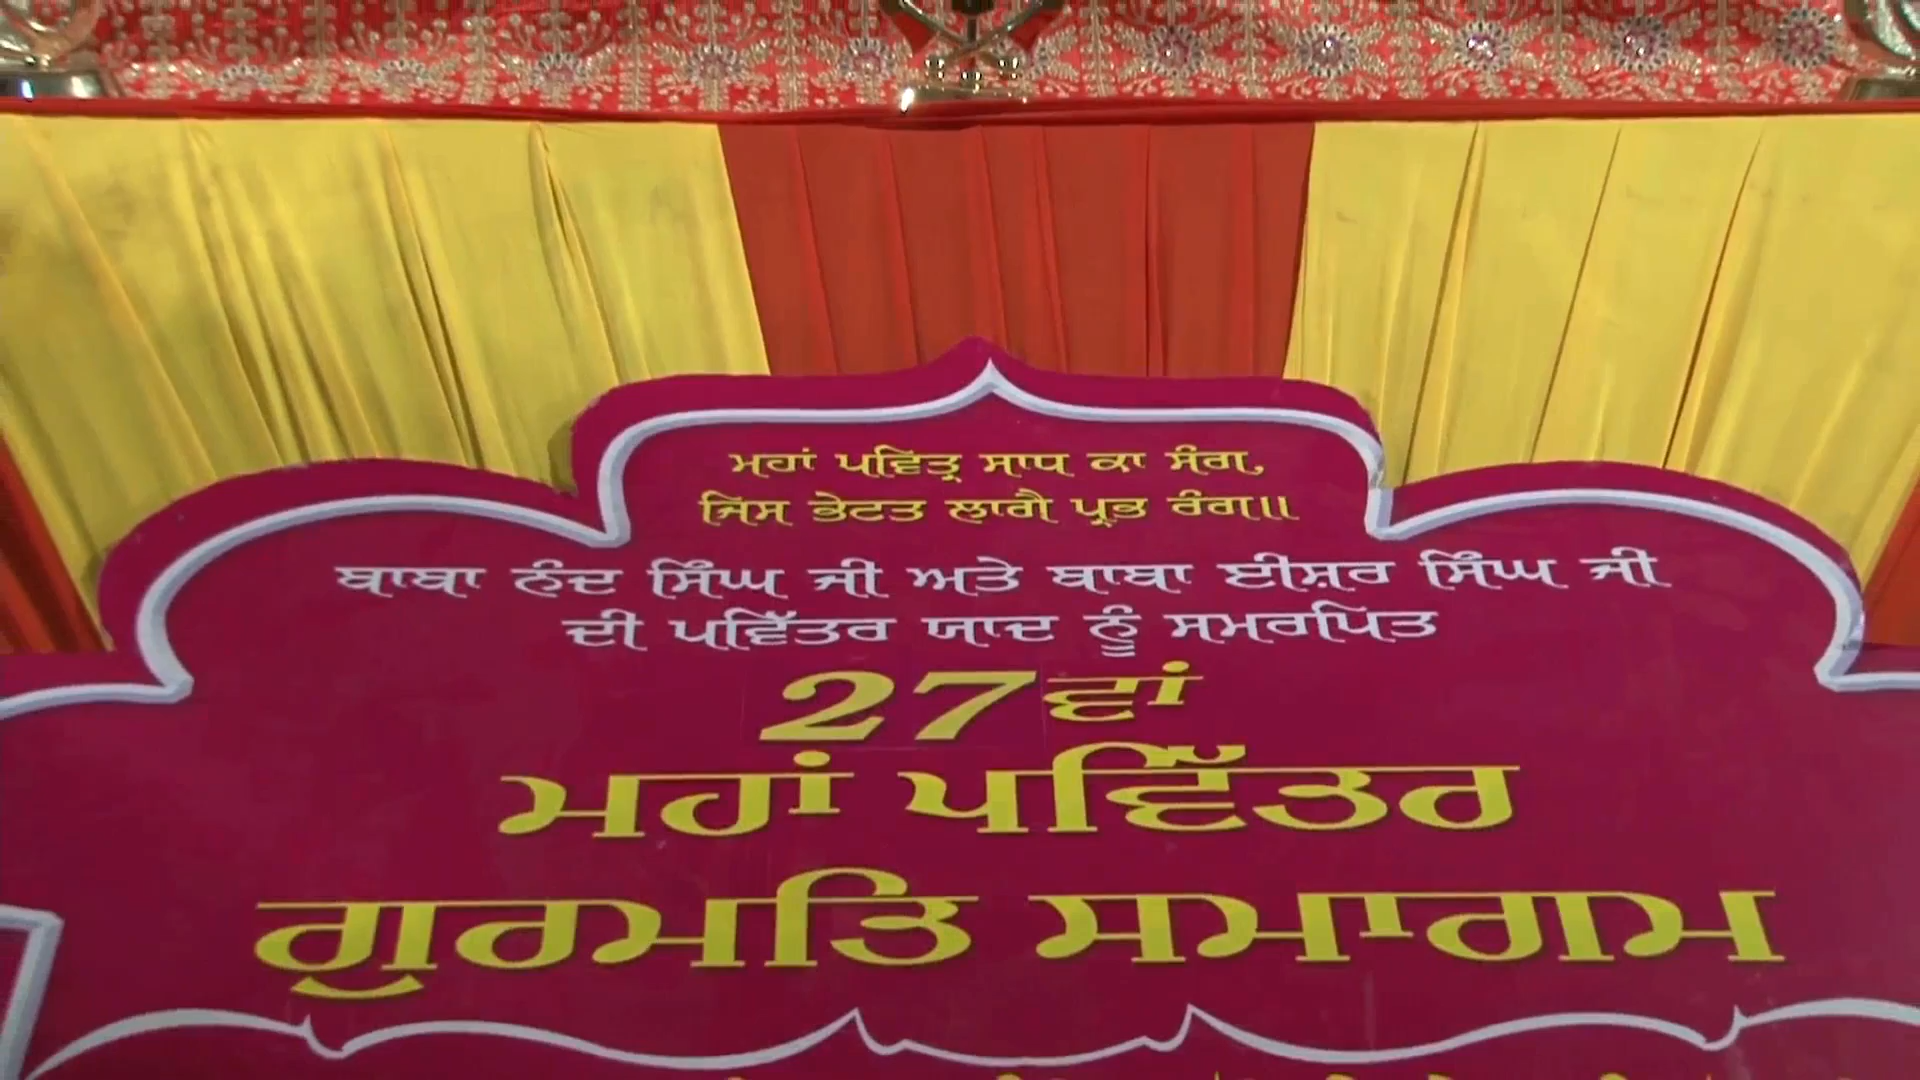 ਮਹਾਂ ਪਵਿਤ੍ਰ ਸਾਧ ਕਾ ਸੰਗ,
ਜਿਸ ਭੇਟਤ ਲਾਗੈ ਪ੍ਰਭ ਰੰਗ॥
ਬਾਬਾ ਨੰਦ ਸਿੰਘ ਜੀ ਅਤੇ ਬਾਬਾ ਈਸ਼ਰ ਸਿੰਘ ਜੀ
ਦੀ ਪਵਿੱਤਰ ਯਾਦ ਨੂੰ ਸਮਰਪਿਤ
27ਵਾਂ
ਮਹਾਂ ਪਵਿੱਤਰ
ਗੁਰਮਤਿ ਸਮਾਗਮ